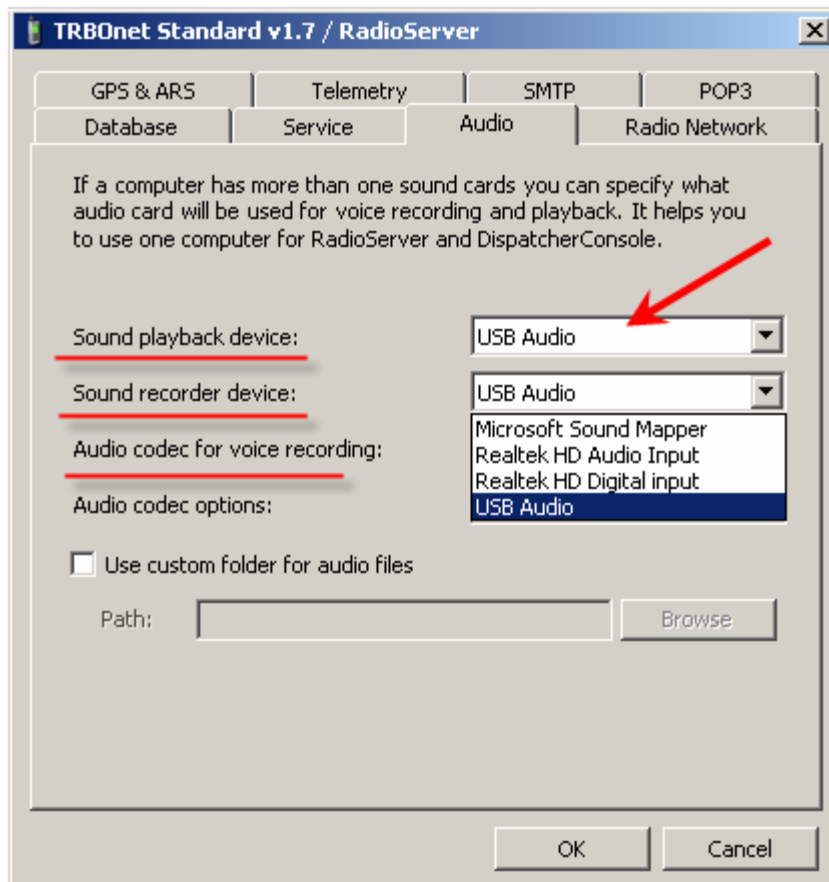 TRBOnet Standard v1.7 / RadioServer
GPS & ARS Telemetry SMTP POP3
Database Service Audio Radio Network
If a computer has more than one sound cards you can specify what
audio card will be used for voice recording and playback. It helps you
to use one computer for RadioServer and DispatcherConsole.
Sound playback device: USB Audio
Sound recorder device: USB Audio
Microsoft Sound Mapper
Audio codec for voice recording:
Realtek HD Audio Input
Realtek HD Digital input
Audio codec options: USB Audio
Use custom folder for audio files
Path: Browse
OK Cancel